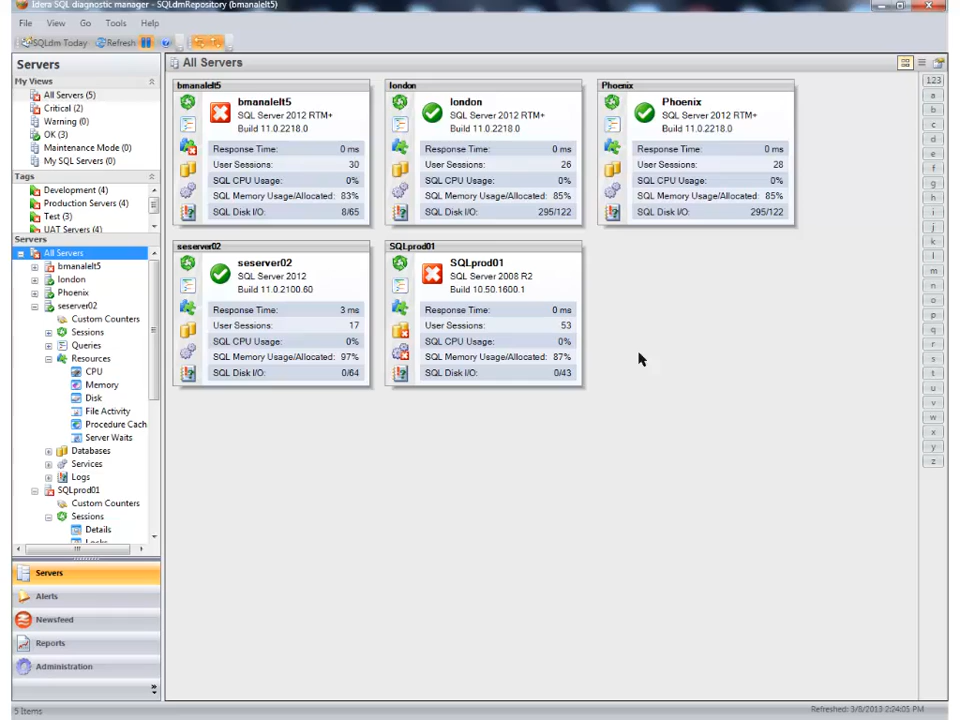 Idera SQL diagnostic manager - SQLdmRepository (bmanalelt5)
File View Go Tools Help
SQLdm Today Refresh
Servers
My Views
All Servers (5)
Critical (2)
Warning (0)
OK (3)
Maintenance Mode (0)
My SQL Servers (0)
Tags
Development (4)
Production Servers (4)
Test (3)
UAT Servers (4)
Servers
All Servers
bmanalelt5
london
Phoenix
seserver02
Custom Counters
Sessions
Queries
Resources
CPU
Memory
Disk
File Activity
Procedure Cach
Server Waits
Databases
Services
Logs
SQLprod01
Custom Counters
Sessions
Details
Locks
Servers
Alerts
Newsfeed
Reports
Administration
All Servers
bmanalelt5
bmanalelt5
SQL Server 2012 RTM+
Build 11.0.2218.0
Response Time: 0 ms
User Sessions: 30
SQL CPU Usage: 0%
SQL Memory Usage/Allocated: 83%
SQL Disk I/O: 8/65
london
london
SQL Server 2012 RTM+
Build 11.0.2218.0
Response Time: 0 ms
User Sessions: 26
SQL CPU Usage: 0%
SQL Memory Usage/Allocated: 85%
SQL Disk I/O: 295/122
Phoenix
Phoenix
SQL Server 2012 RTM+
Build 11.0.2218.0
Response Time: 0 ms
User Sessions: 28
SQL CPU Usage: 0%
SQL Memory Usage/Allocated: 85%
SQL Disk I/O: 295/122
seserver02
seserver02
SQL Server 2012
Build 11.0.2100.60
Response Time: 3 ms
User Sessions: 17
SQL CPU Usage: 0%
SQL Memory Usage/Allocated: 97%
SQL Disk I/O: 0/64
SQLprod01
SQLprod01
SQL Server 2008 R2
Build 10.50.1600.1
Response Time: 0 ms
User Sessions: 53
SQL CPU Usage: 0%
SQL Memory Usage/Allocated: 87%
SQL Disk I/O: 0/43
123
a
b
c
d
e
f
g
h
i
j
k
l
m
n
o
p
q
r
s
t
u
v
w
x
y
z
5 Items
Refreshed: 3/8/2013 2:24:05 PM